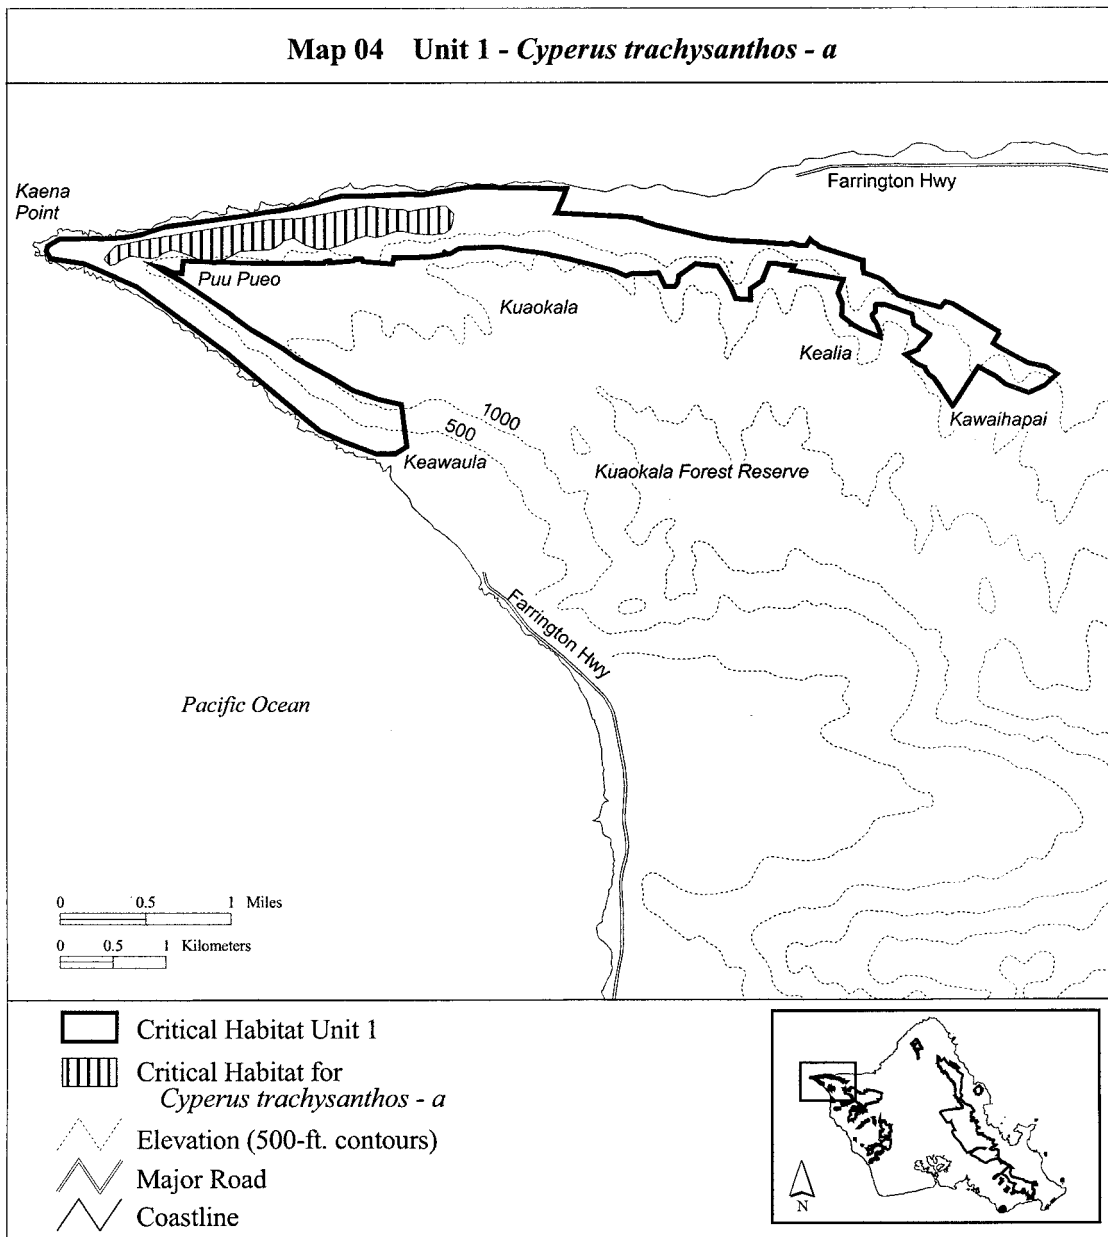 Map 04 Unit 1 - Cyperus trachysanthos - a
Kaena
Point
Farrington Hwy
Puu Pueo
Kuaokala
Kealia
Kawaihapai
1000
500
Keawaula
Kuaokala Forest Reserve
Farrington Hwy
Pacific Ocean
0 0.5 1 Miles
0 0.5 1 Kilometers
Critical Habitat Unit 1
Critical Habitat for
Cyperus trachysanthos - a
Elevation (500-ft. contours)
Major Road
Coastline
N